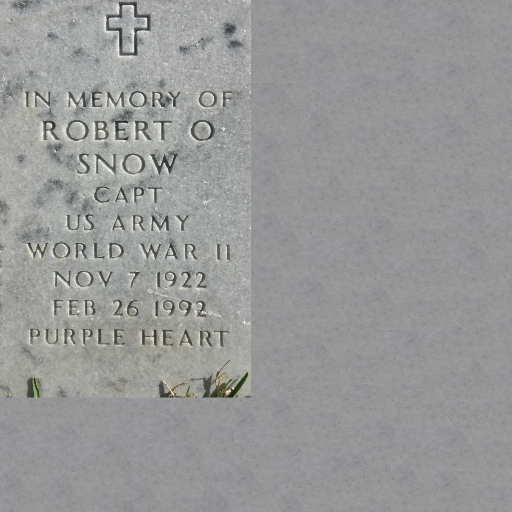 IN MEMORY OF
ROBERT O
SNOW
CAPT
US ARMY
WORLD WAR II
NOV 7 1922
FEB 26 1992
PURPLE HEART